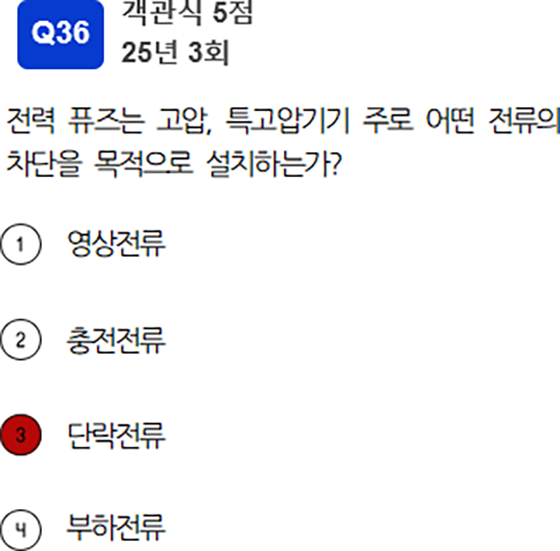 Q36
객관식 5점
25년 3회
전력 퓨즈는 고압, 특고압기기 주로 어떤 전류의
차단을 목적으로 설치하는가?
1 영상전류
2 충전전류
3 단락전류
4 부하전류